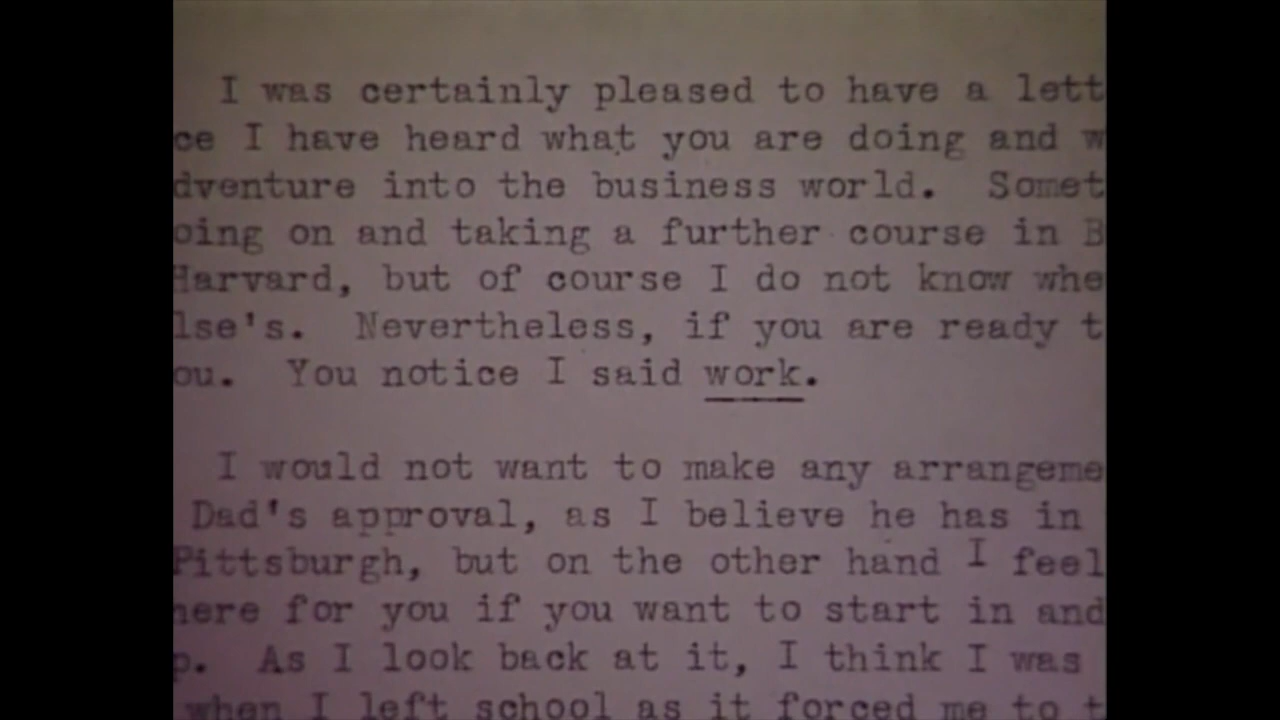 I was certainly pleased to have a lett
ce I have heard what you are doing and w
dventure into the business world. Somet
oing on and taking a further course in B
Harvard, but of course I do not know whe
lse's. Nevertheless, if you are ready t
ou. You notice I said work.
I would not want to make any arrangeme
Dad's approval, as I believe he has in
Pittsburgh, but on the other hand I feel
here for you if you want to start in and
p. As I look back at it, I think I was
when I left school as it forced me to t